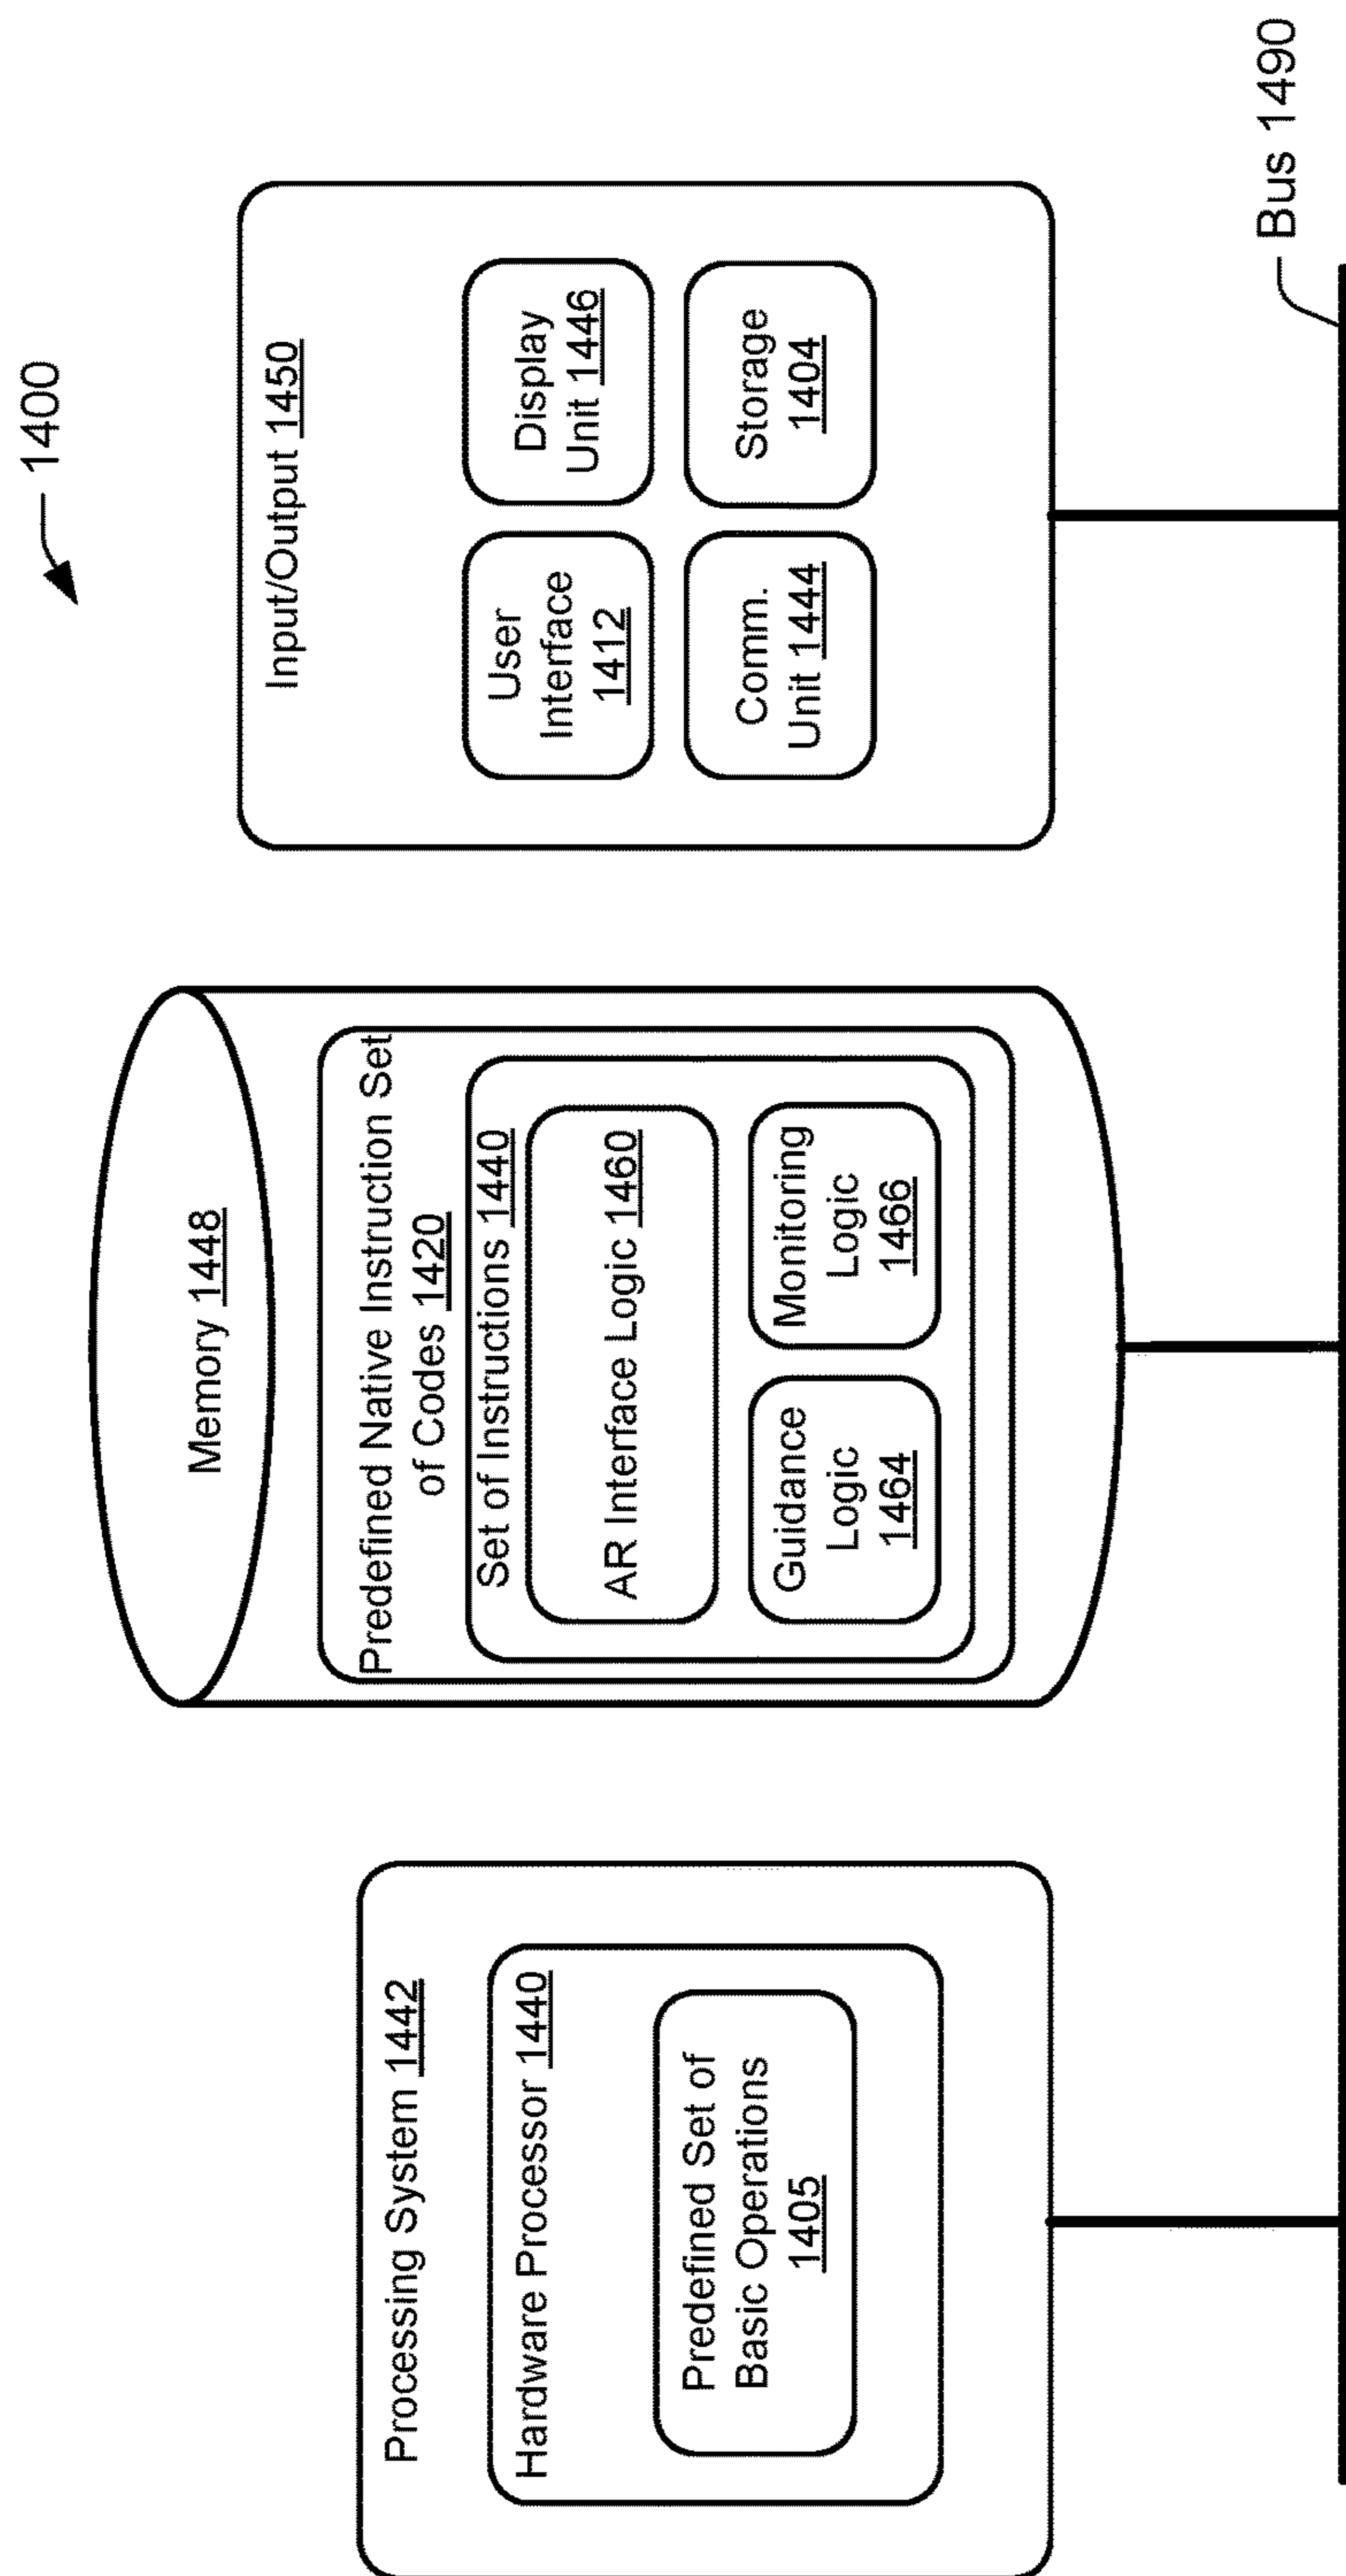 1400
Processing System 1442
Hardware Processor 1440
Predefined Set of
Basic Operations
1405
Memory 1448
Predefined Native Instruction Set
of Codes 1420
Set of Instructions 1440
AR Interface Logic 1460
Guidance
Logic
1464
Monitoring
Logic
1466
Input/Output 1450
User
Interface
1412
Display
Unit 1446
Comm.
Unit 1444
Storage
1404
Bus 1490